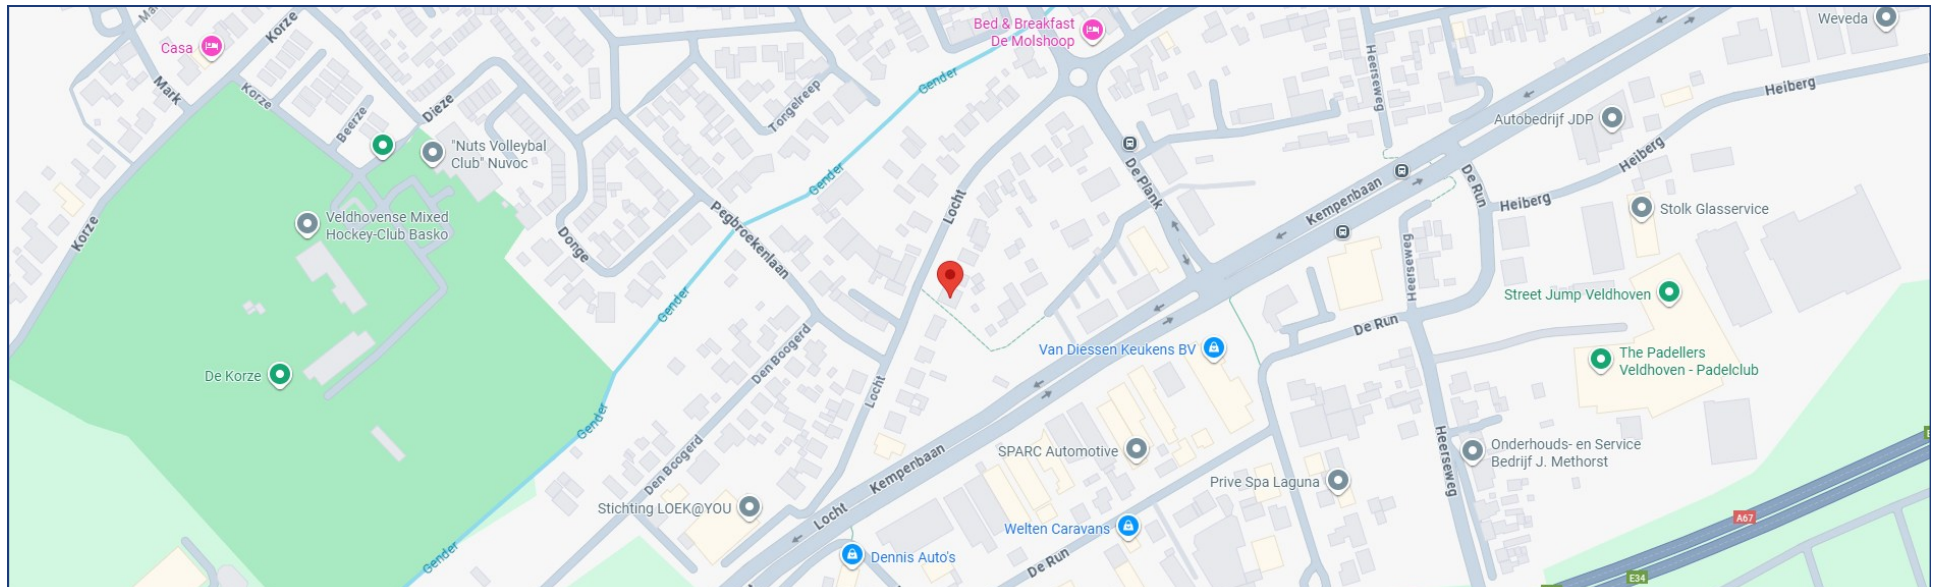 Korze
Casa
Mark
Korze
Beerze
Dieze
"Nuts Volleybal
Club" Nuvoc
Veldhovense Mixed
Hockey-Club Basko
Korze
De Korze
Donge
Tongelreep
Pegbroekenlaan
Gender
Gender
Gender
Gender
Gender
Bed & Breakfast
De Molshoop
Locht
Locht
Locht
Den Boogerd
Den Boogerd
Stichting LOEK@YOU
Dennis Auto's
De Plank
Kempenbaan
Kempenbaan
Van Diessen Keukens BV
SPARC Automotive
Welten Caravans
De Run
Prive Spa Laguna
De Run
De Run
Heerseweg
Heerseweg
Heerseweg
Weveda
Autobedrijf JDP
Heiberg
Heiberg
Heiberg
Stolk Glasservice
Street Jump Veldhoven
The Padellers
Veldhoven - Padelclub
Onderhouds- en Service
Bedrijf J. Methorst
A67
E34